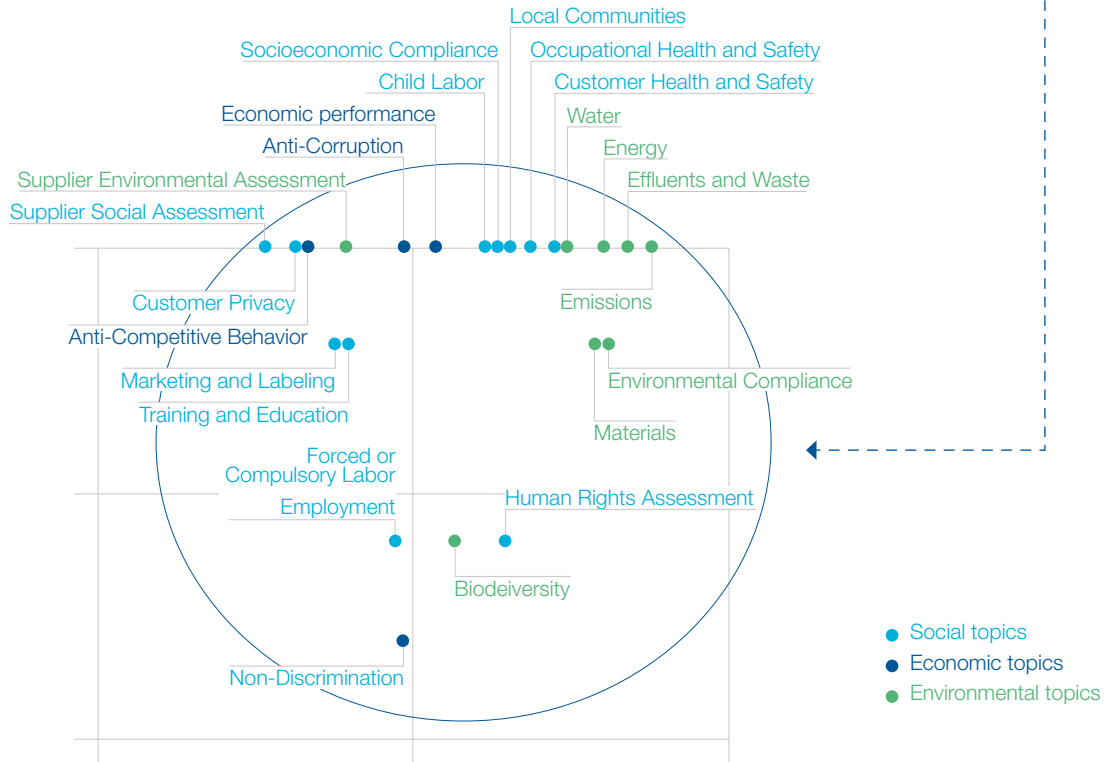 Local Communities
Socioeconomic Compliance
Occupational Health and Safety
Child Labor
Customer Health and Safety
Economic performance
Water
Anti-Corruption
Energy
Supplier Environmental Assessment
Effluents and Waste
Supplier Social Assessment
Customer Privacy
Emissions
Anti-Competitive Behavior
Marketing and Labeling
Environmental Compliance
Training and Education
Materials
Forced or
Compulsory Labor
Human Rights Assessment
Employment
Biodeiversity
Non-Discrimination
Social topics
Economic topics
Environmental topics